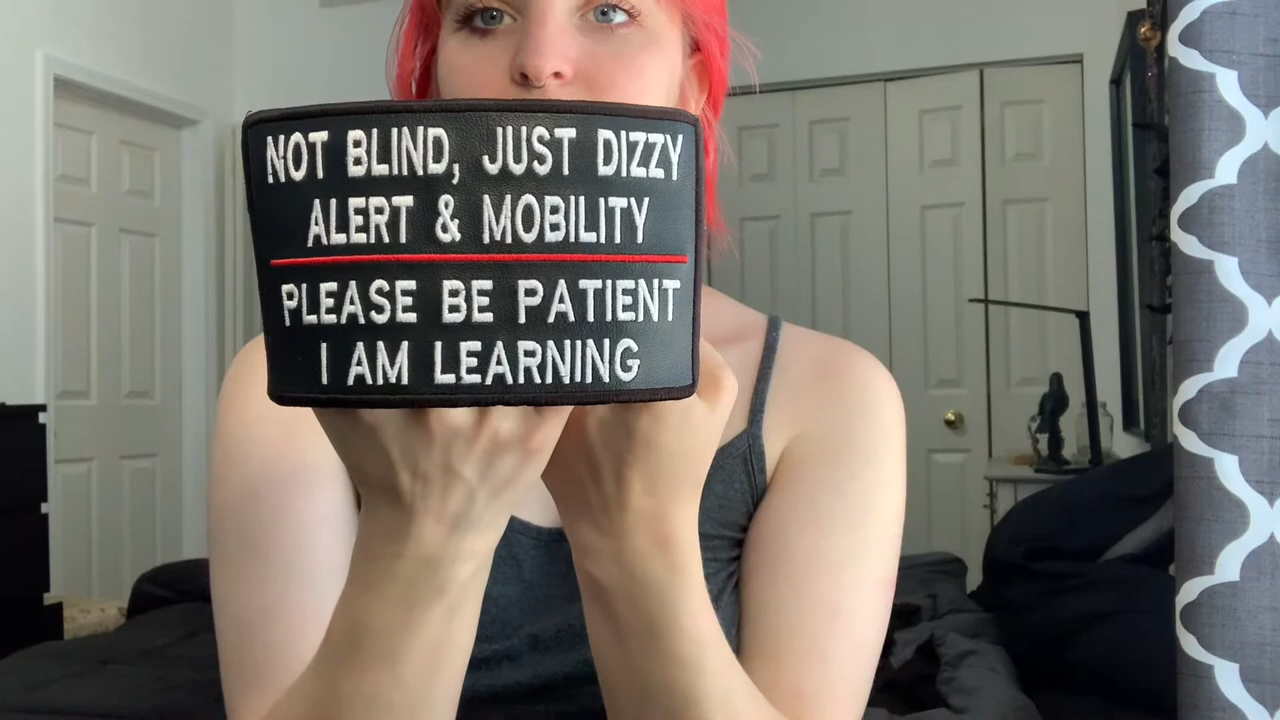 NOT BLIND, JUST DIZZY
ALERT & MOBILITY
PLEASE BE PATIENT
I AM LEARNING